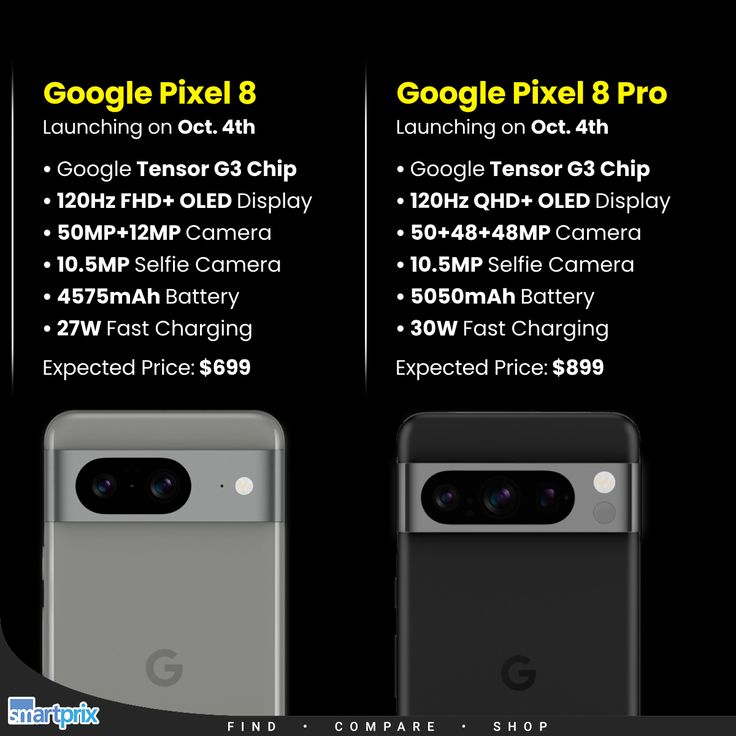 Google Pixel 8
Launching on Oct. 4th
• Google Tensor G3 Chip
• 120Hz FHD+ OLED Display
• 50MP+12MP Camera
• 10.5MP Selfie Camera
• 4575mAh Battery
• 27W Fast Charging
Expected Price: $699
Google Pixel 8 Pro
Launching on Oct. 4th
• Google Tensor G3 Chip
• 120Hz QHD+ OLED Display
• 50+48+48MP Camera
• 10.5MP Selfie Camera
• 5050mAh Battery
• 30W Fast Charging
Expected Price: $899
G
G
smartprix
FIND • COMPARE • SHOP